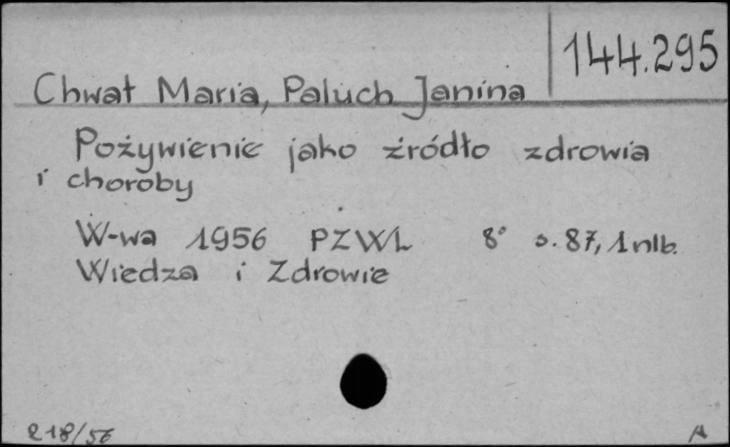 144.295
Chwat Maria, Paluch Janina
Pożywienie jako źródło zdrowia
i choroby
W-wa 1956 PZWL 8° s. 87, 1 nlb.
Wiedza i Zdrowie
218/56 A